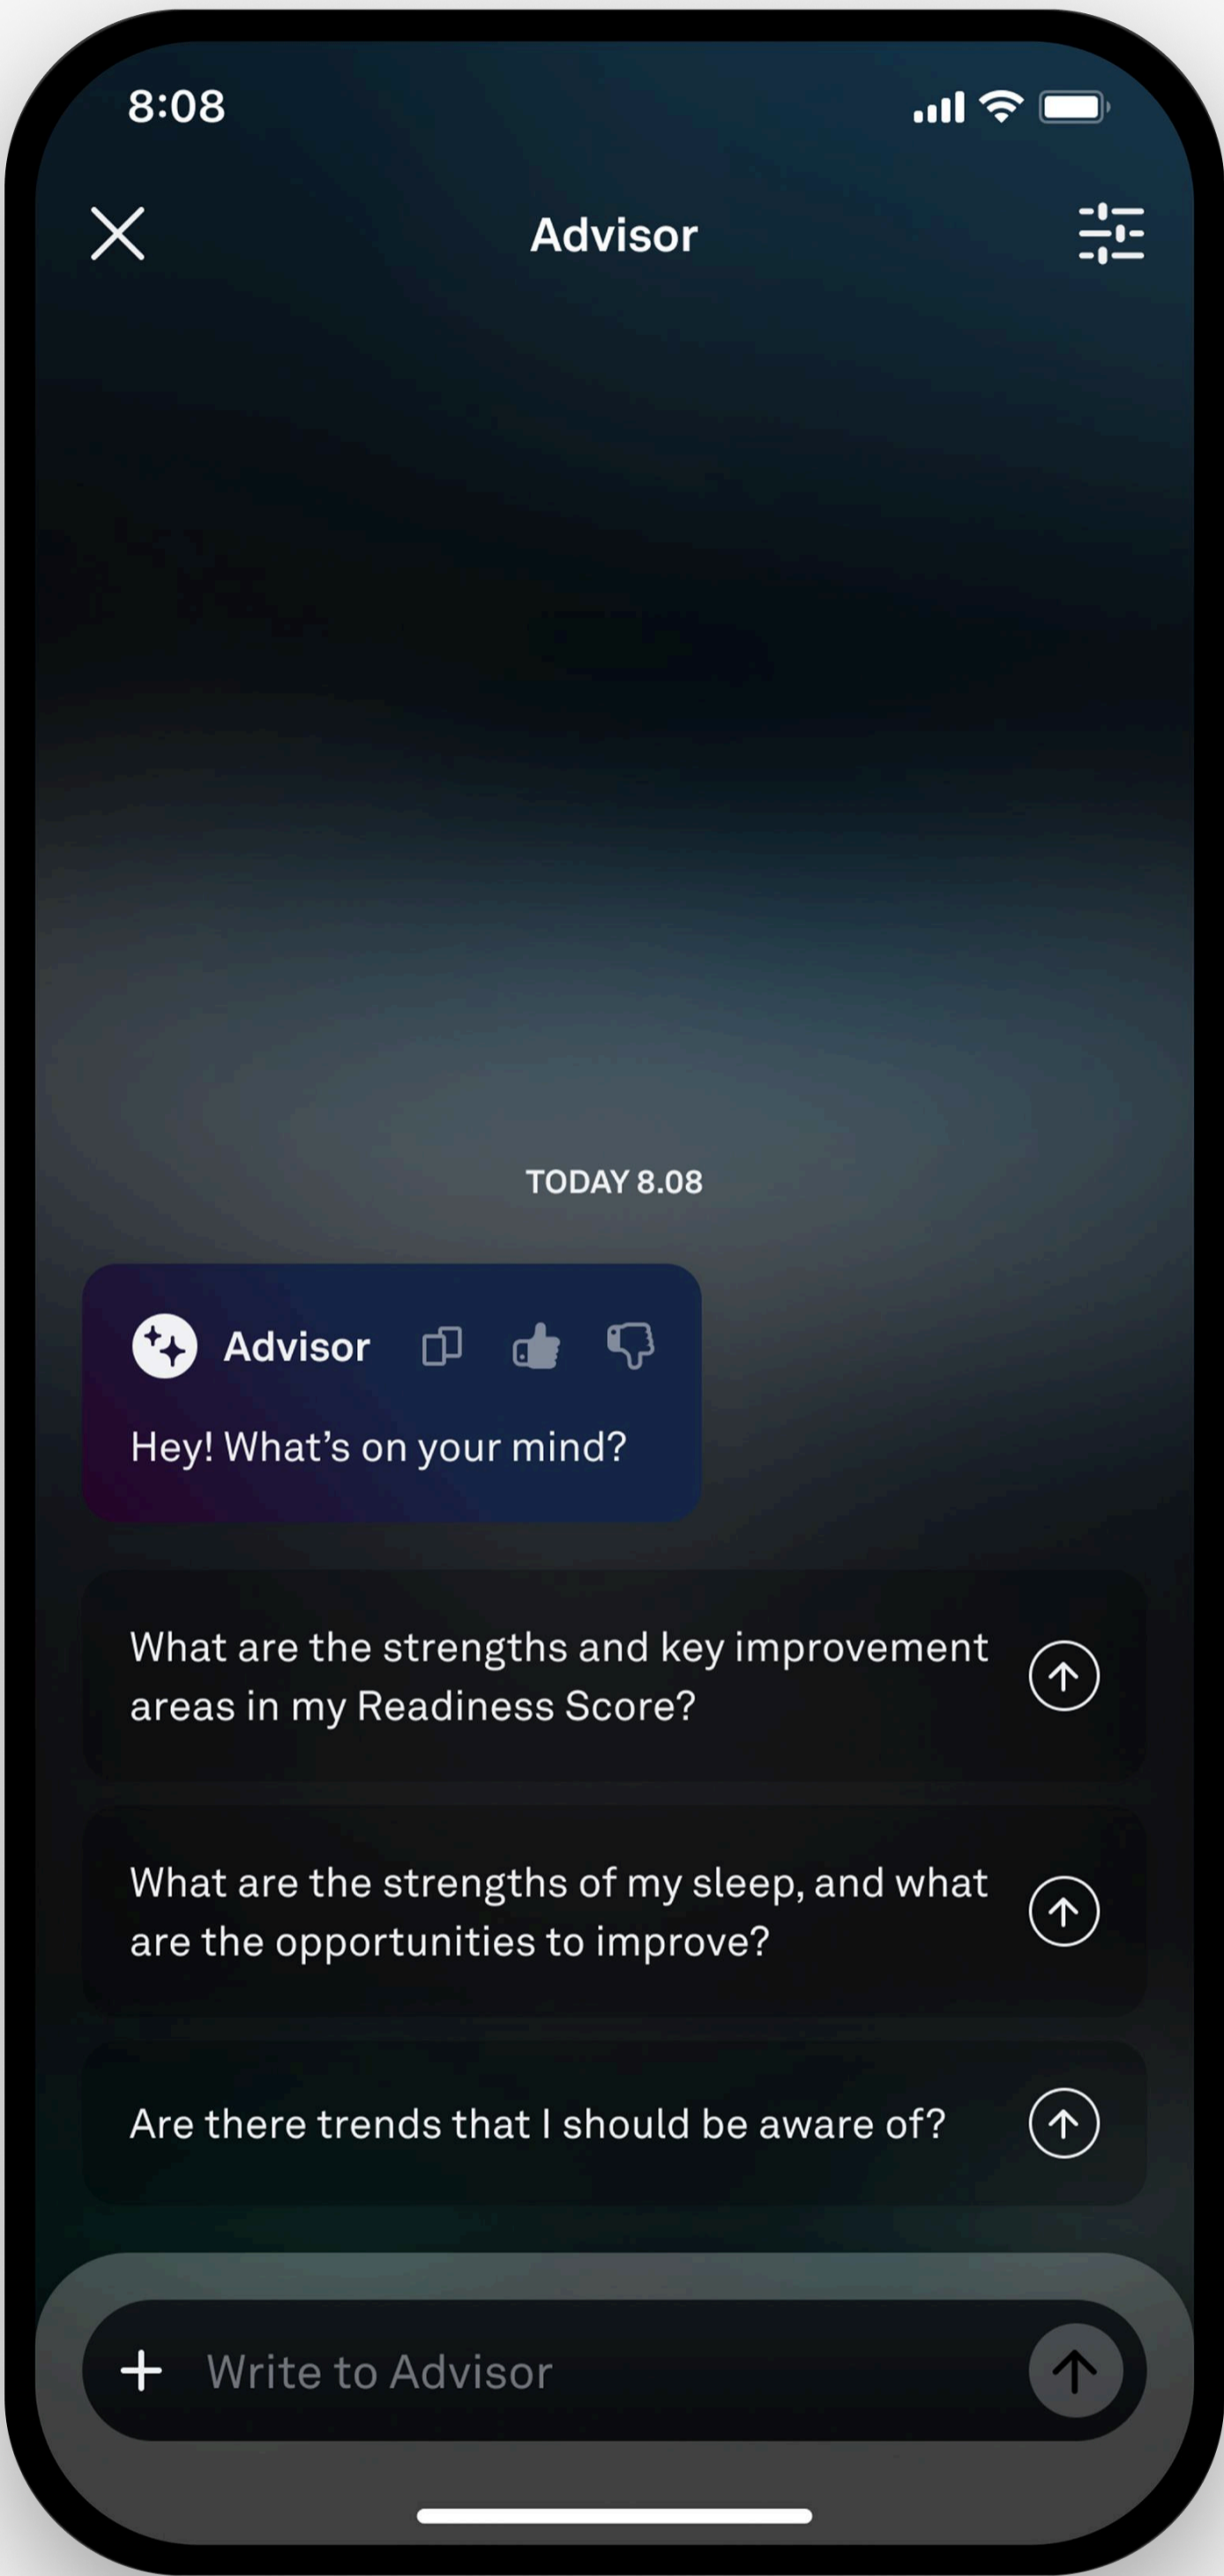 8:08
Advisor
TODAY 8.08
Advisor
Hey! What’s on your mind?
What are the strengths and key improvement
areas in my Readiness Score?
What are the strengths of my sleep, and what
are the opportunities to improve?
Are there trends that I should be aware of?
Write to Advisor